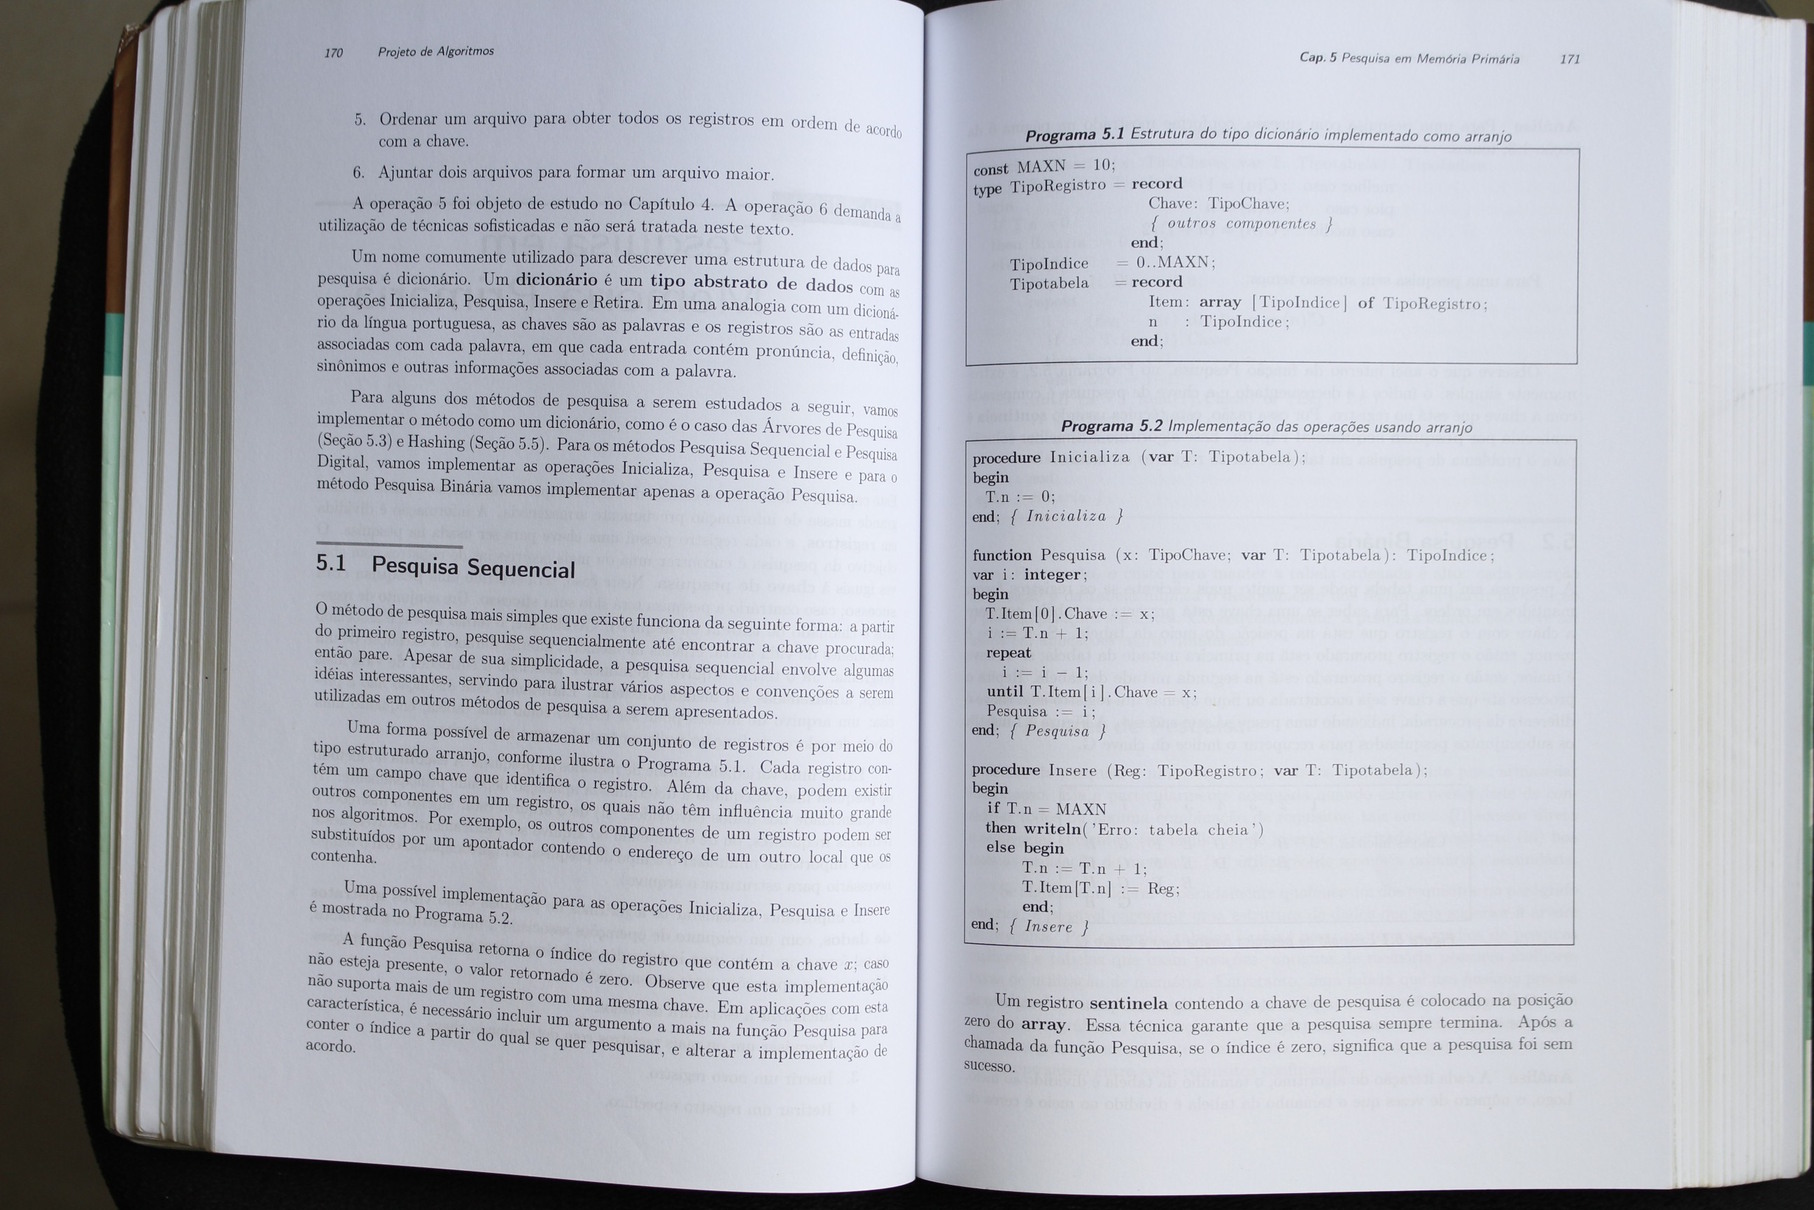 170 Projeto de Algoritmos
5. Ordenar um arquivo para obter todos os registros em ordem de acordo
com a chave.
6. Ajuntar dois arquivos para formar um arquivo maior.
A operação 5 foi objeto de estudo no Capítulo 4. A operação 6 demanda a
utilização de técnicas sofisticadas e não será tratada neste texto.
Um nome comumente utilizado para descrever uma estrutura de dados para
pesquisa é dicionário. Um dicionário é um tipo abstrato de dados com as
operações Inicializa, Pesquisa, Insere e Retira. Em uma analogia com um dicioná-
rio da língua portuguesa, as chaves são as palavras e os registros são as entradas
associadas com cada palavra, em que cada entrada contém pronúncia, definição,
sinônimos e outras informações associadas com a palavra.
Para alguns dos métodos de pesquisa a serem estudados a seguir, vamos
implementar o método como um dicionário, como é o caso das Árvores de Pesquisa
(Seção 5.3) e Hashing (Seção 5.5). Para os métodos Pesquisa Sequencial e Pesquisa
Digital, vamos implementar as operações Inicializa, Pesquisa e Insere e para o
método Pesquisa Binária vamos implementar apenas a operação Pesquisa.
5.1 Pesquisa Sequencial
O método de pesquisa mais simples que existe funciona da seguinte forma: a partir
do primeiro registro, pesquise sequencialmente até encontrar a chave procurada;
então pare. Apesar de sua simplicidade, a pesquisa sequencial envolve algumas
idéias interessantes, servindo para ilustrar vários aspectos e convenções a serem
utilizadas em outros métodos de pesquisa a serem apresentados.
Uma forma possível de armazenar um conjunto de registros é por meio do
tipo estruturado arranjo, conforme ilustra o Programa 5.1. Cada registro con-
têm um campo chave que identifica o registro. Além da chave, podem existir
outros componentes em um registro, os quais não têm influência muito grande
nos algoritmos. Por exemplo, os outros componentes de um registro podem ser
substituídos por um apontador contendo o endereço de um outro local que os
contenha.
Uma possível implementação para as operações Inicializa, Pesquisa e Insere
é mostrada no Programa 5.2.
A função Pesquisa retorna o índice do registro que contém a chave x; caso
não esteja presente, o valor retornado é zero. Observe que esta implementação
não suporta mais de um registro com uma mesma chave. Em aplicações com esta
característica, é necessário incluir um argumento a mais na função Pesquisa para
conter o índice a partir do qual se quer pesquisar, e alterar a implementação de
acordo.
Cap. 5 Pesquisa em Memória Primária 171
Programa 5.1 Estrutura do tipo dicionário implementado como arranjo
const MAXN = 10;
type TipoRegistro = record
Chave: TipoChave;
{ outros componentes }
end;
TipoIndice = 0..MAXN;
Tipotabela = record
Item: array [TipoIndice] of TipoRegistro;
n : TipoIndice;
end;
Programa 5.2 Implementação das operações usando arranjo
procedure Inicializa (var T: Tipotabela);
begin
T.n := 0;
end; { Inicializa }
function Pesquisa (x: TipoChave; var T: Tipotabela): TipoIndice;
var i: integer;
begin
T.Item[0].Chave := x;
i := T.n + 1;
repeat
i := i - 1;
until T.Item[i].Chave = x;
Pesquisa := i;
end; { Pesquisa }
procedure Insere (Reg: TipoRegistro; var T: Tipotabela);
begin
if T.n = MAXN
then writeln('Erro: tabela cheia')
else begin
T.n := T.n + 1;
T.Item[T.n] := Reg;
end;
end; { Insere }
Um registro sentinela contendo a chave de pesquisa é colocado na posição
zero do array. Essa técnica garante que a pesquisa sempre termina. Após a
chamada da função Pesquisa, se o índice é zero, significa que a pesquisa foi sem
sucesso.